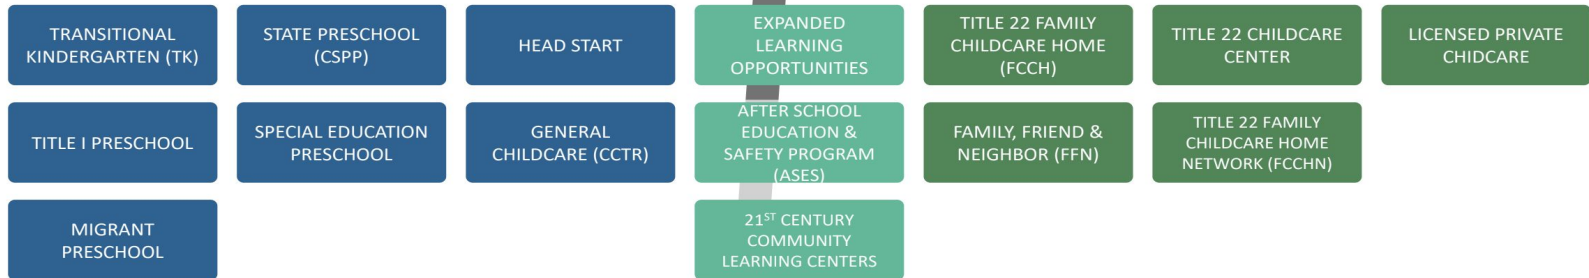 TRANSITIONAL
KINDERGARTEN (TK)
STATE PRESCHOOL
(CSPP)
HEAD START
EXPANDED
LEARNING
OPPORTUNITIES
TITLE 22 FAMILY
CHILDCARE HOME
(FCCH)
TITLE 22 CHILDCARE
CENTER
LICENSED PRIVATE
CHIDCARE
TITLE I PRESCHOOL
SPECIAL EDUCATION
PRESCHOOL
GENERAL
CHILDCARE (CCTR)
AFTER SCHOOL
EDUCATION &
SAFETY PROGRAM
(ASES)
FAMILY, FRIEND &
NEIGHBOR (FFN)
TITLE 22 FAMILY
CHILDCARE HOME
NETWORK (FCCHN)
MIGRANT
PRESCHOOL
21ST CENTURY
COMMUNITY
LEARNING CENTERS